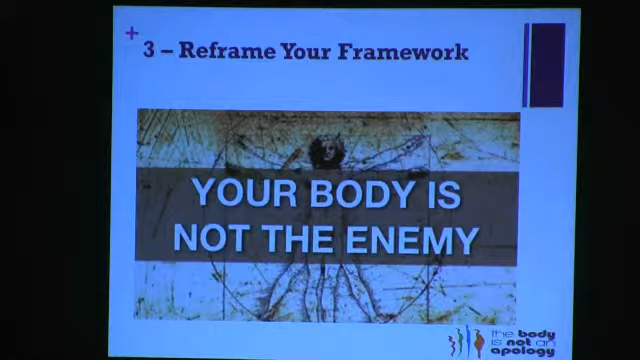 +
3 – Reframe Your Framework
YOUR BODY IS
NOT THE ENEMY
the body
is not an
apology